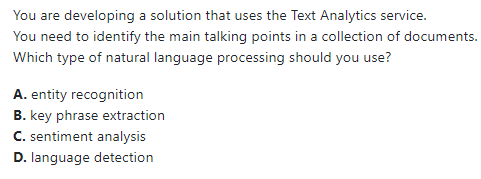 You are developing a solution that uses the Text Analytics service.
You need to identify the main talking points in a collection of documents.
Which type of natural language processing should you use?
A. entity recognition
B. key phrase extraction
C. sentiment analysis
D. language detection